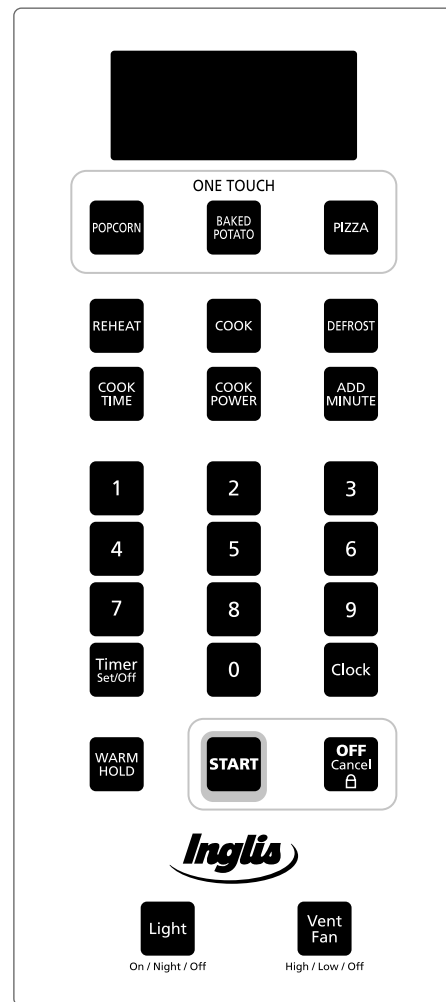 ONE TOUCH
POPCORN
BAKED
POTATO
PIZZA
REHEAT
COOK
DEFROST
COOK
TIME
COOK
POWER
ADD
MINUTE
1
2
3
4
5
6
7
8
9
Timer
Set/Off
0
Clock
WARM
HOLD
START
OFF
Cancel
Inglis
Light
On / Night / Off
Vent
Fan
High / Low / Off